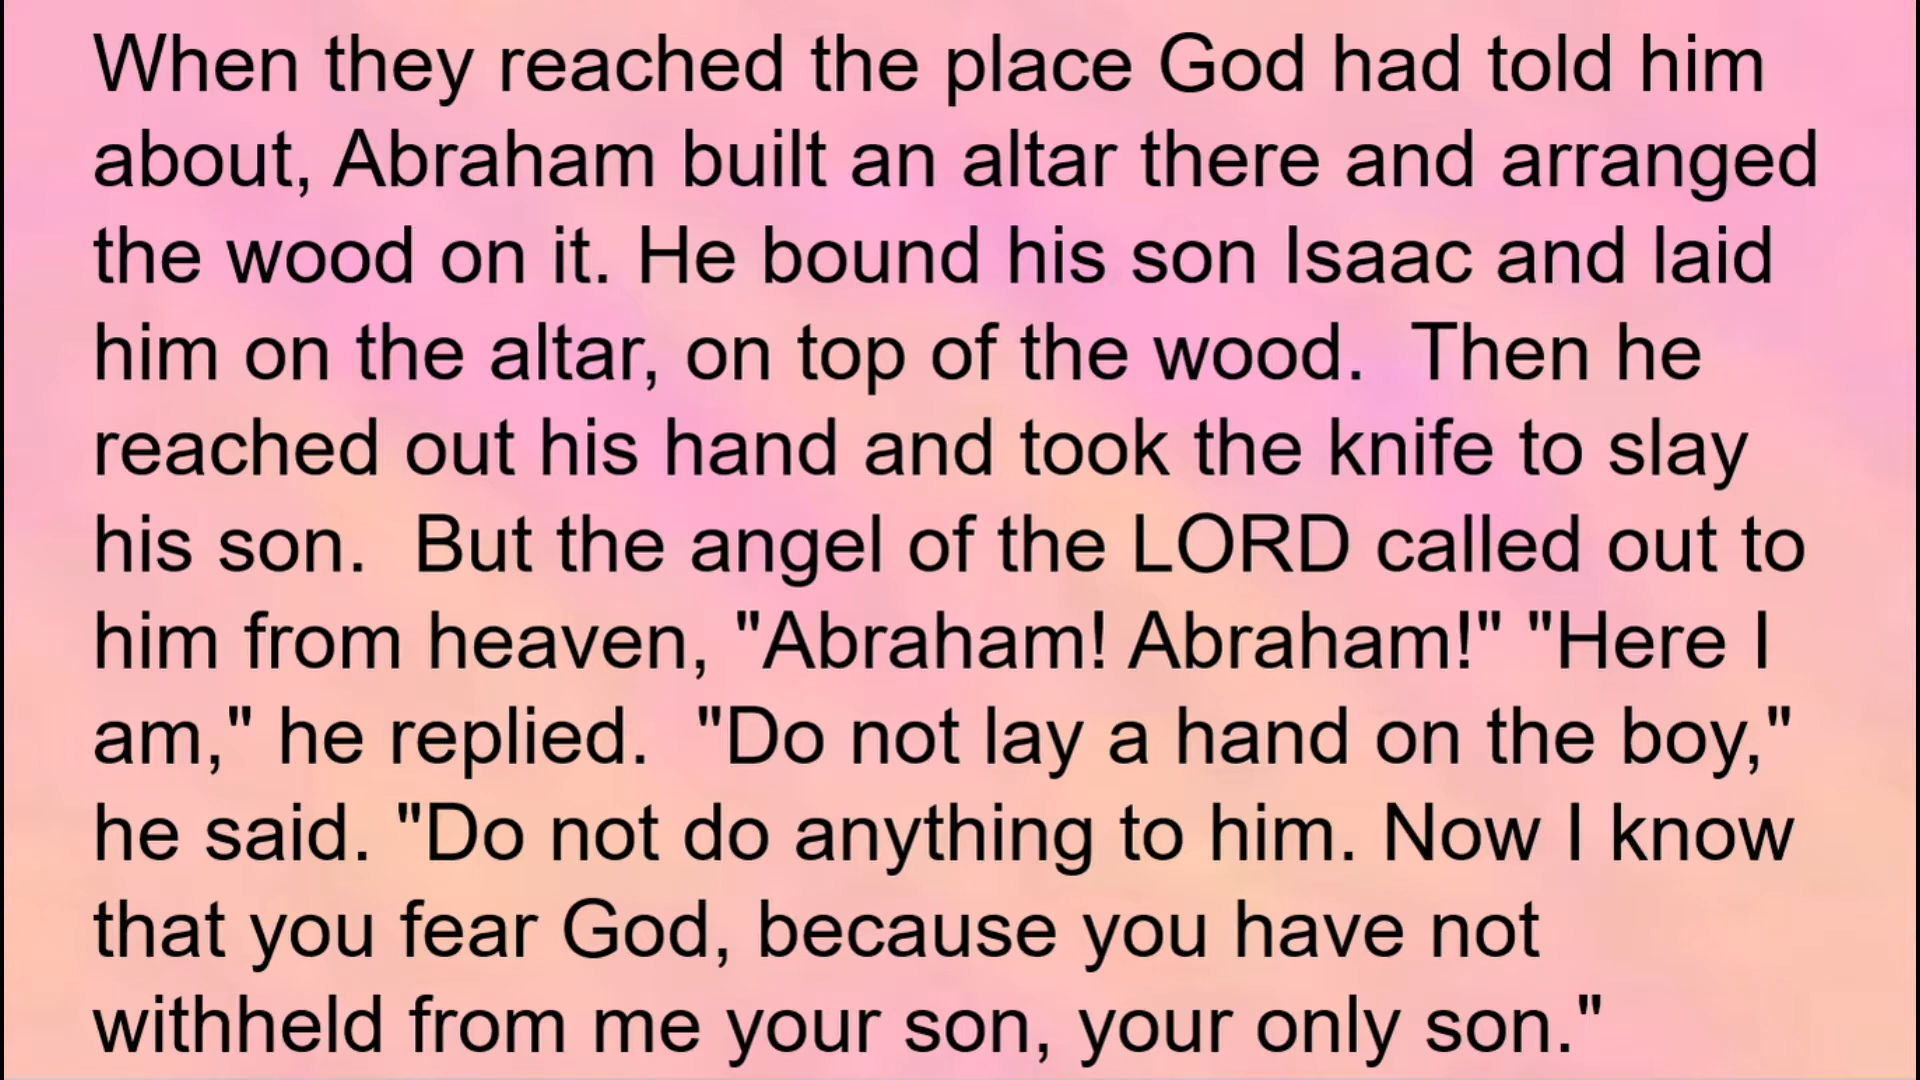 When they reached the place God had told him
about, Abraham built an altar there and arranged
the wood on it. He bound his son Isaac and laid
him on the altar, on top of the wood.  Then he
reached out his hand and took the knife to slay
his son.  But the angel of the LORD called out to
him from heaven, "Abraham! Abraham!" "Here I
am," he replied.  "Do not lay a hand on the boy,"
he said. "Do not do anything to him. Now I know
that you fear God, because you have not
withheld from me your son, your only son."